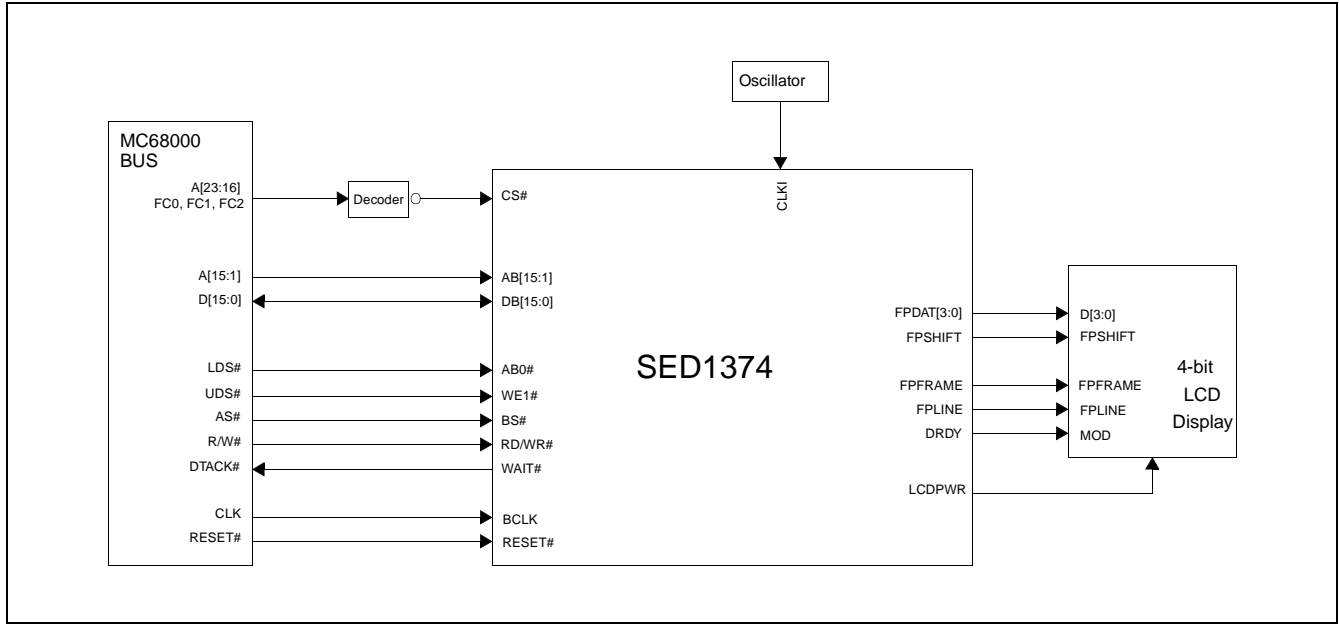 Oscillator
MC68000
BUS
A[23:16]
FC0, FC1, FC2
Decoder
CS#
CLKI
A[15:1]
AB[15:1]
D[15:0]
DB[15:0]
FPDAT[3:0]
D[3:0]
FPSHIFT
FPSHIFT
SED1374
LDS#
AB0#
4-bit
LCD
Display
UDS#
WE1#
FPFRAME
FPFRAME
AS#
BS#
FPLINE
FPLINE
R/W#
RD/WR#
DRDY
MOD
DTACK#
WAIT#
LCDPWR
CLK
BCLK
RESET#
RESET#